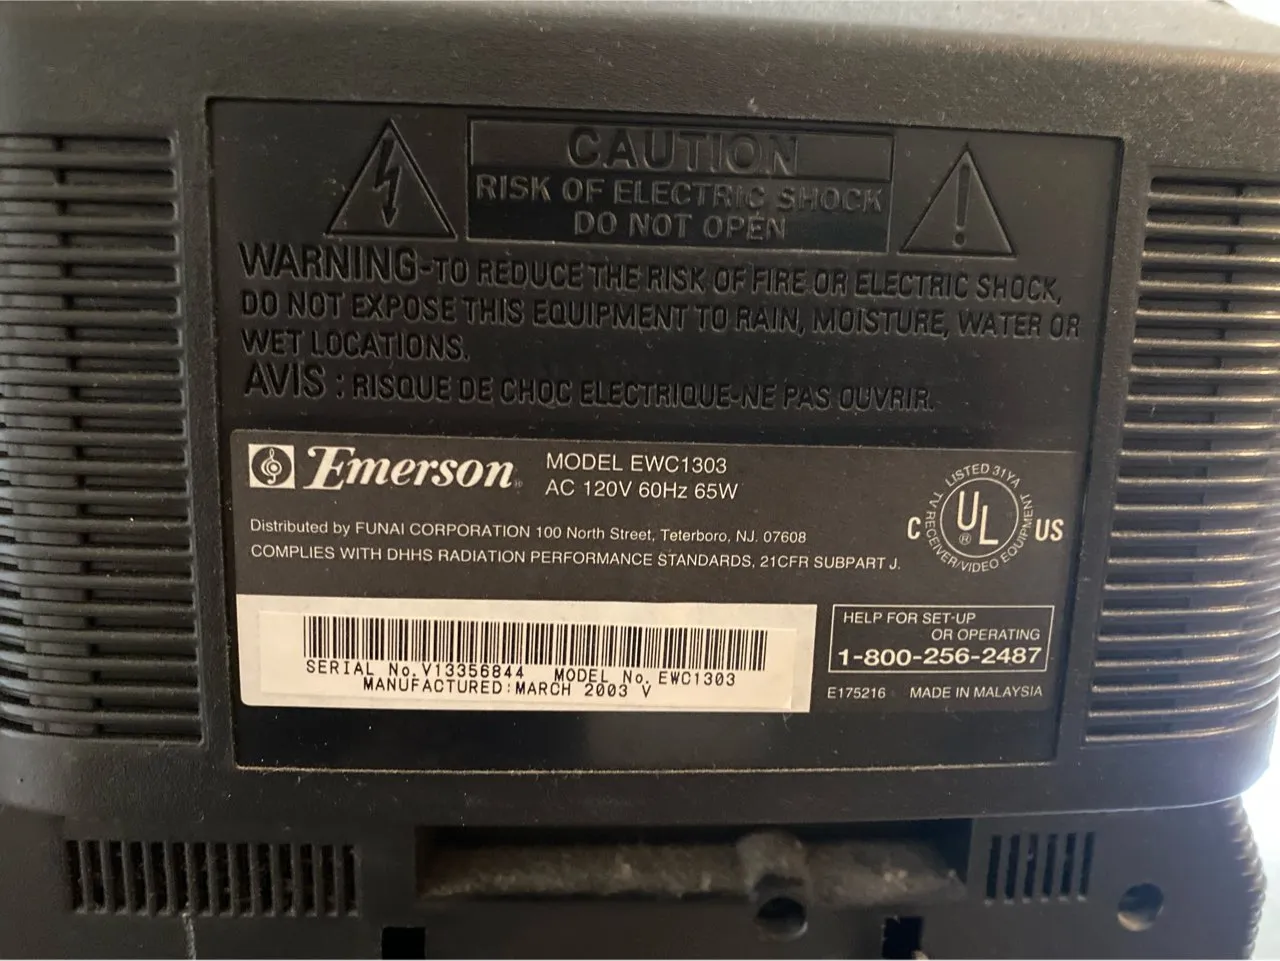 CAUTION
RISK OF ELECTRIC SHOCK
DO NOT OPEN
WARNING-TO REDUCE THE RISK OF FIRE OR ELECTRIC SHOCK,
DO NOT EXPOSE THIS EQUIPMENT TO RAIN, MOISTURE, WATER OR
WET LOCATIONS.
AVIS : RISQUE DE CHOC ELECTRIQUE-NE PAS OUVRIR.
Emerson®
MODEL EWC1303
AC 120V 60Hz 65W
Distributed by FUNAI CORPORATION 100 North Street, Teterboro, NJ. 07608
COMPLIES WITH DHHS RADIATION PERFORMANCE STANDARDS, 21CFR SUBPART J.
LISTED 31YA
C UL® US
TV RECEIVER/VIDEO EQUIPMENT
SERIAL No. V13356844 MODEL No. EWC1303
MANUFACTURED: MARCH 2003 V
HELP FOR SET-UP
OR OPERATING
1-800-256-2487
E175216 MADE IN MALAYSIA